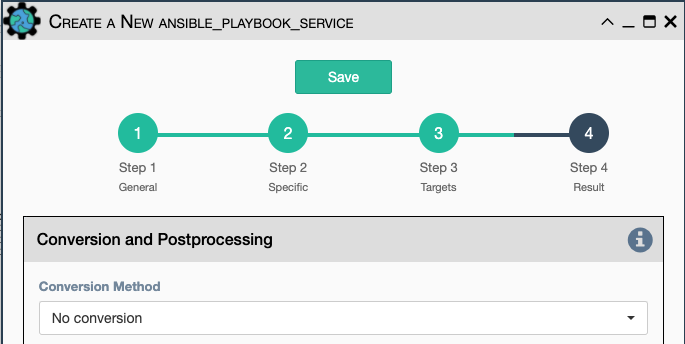 Create a New ansible_playbook_service
Save
1 2 3 4
Step 1 Step 2 Step 3 Step 4
General Specific Targets Result
Conversion and Postprocessing
Conversion Method
No conversion